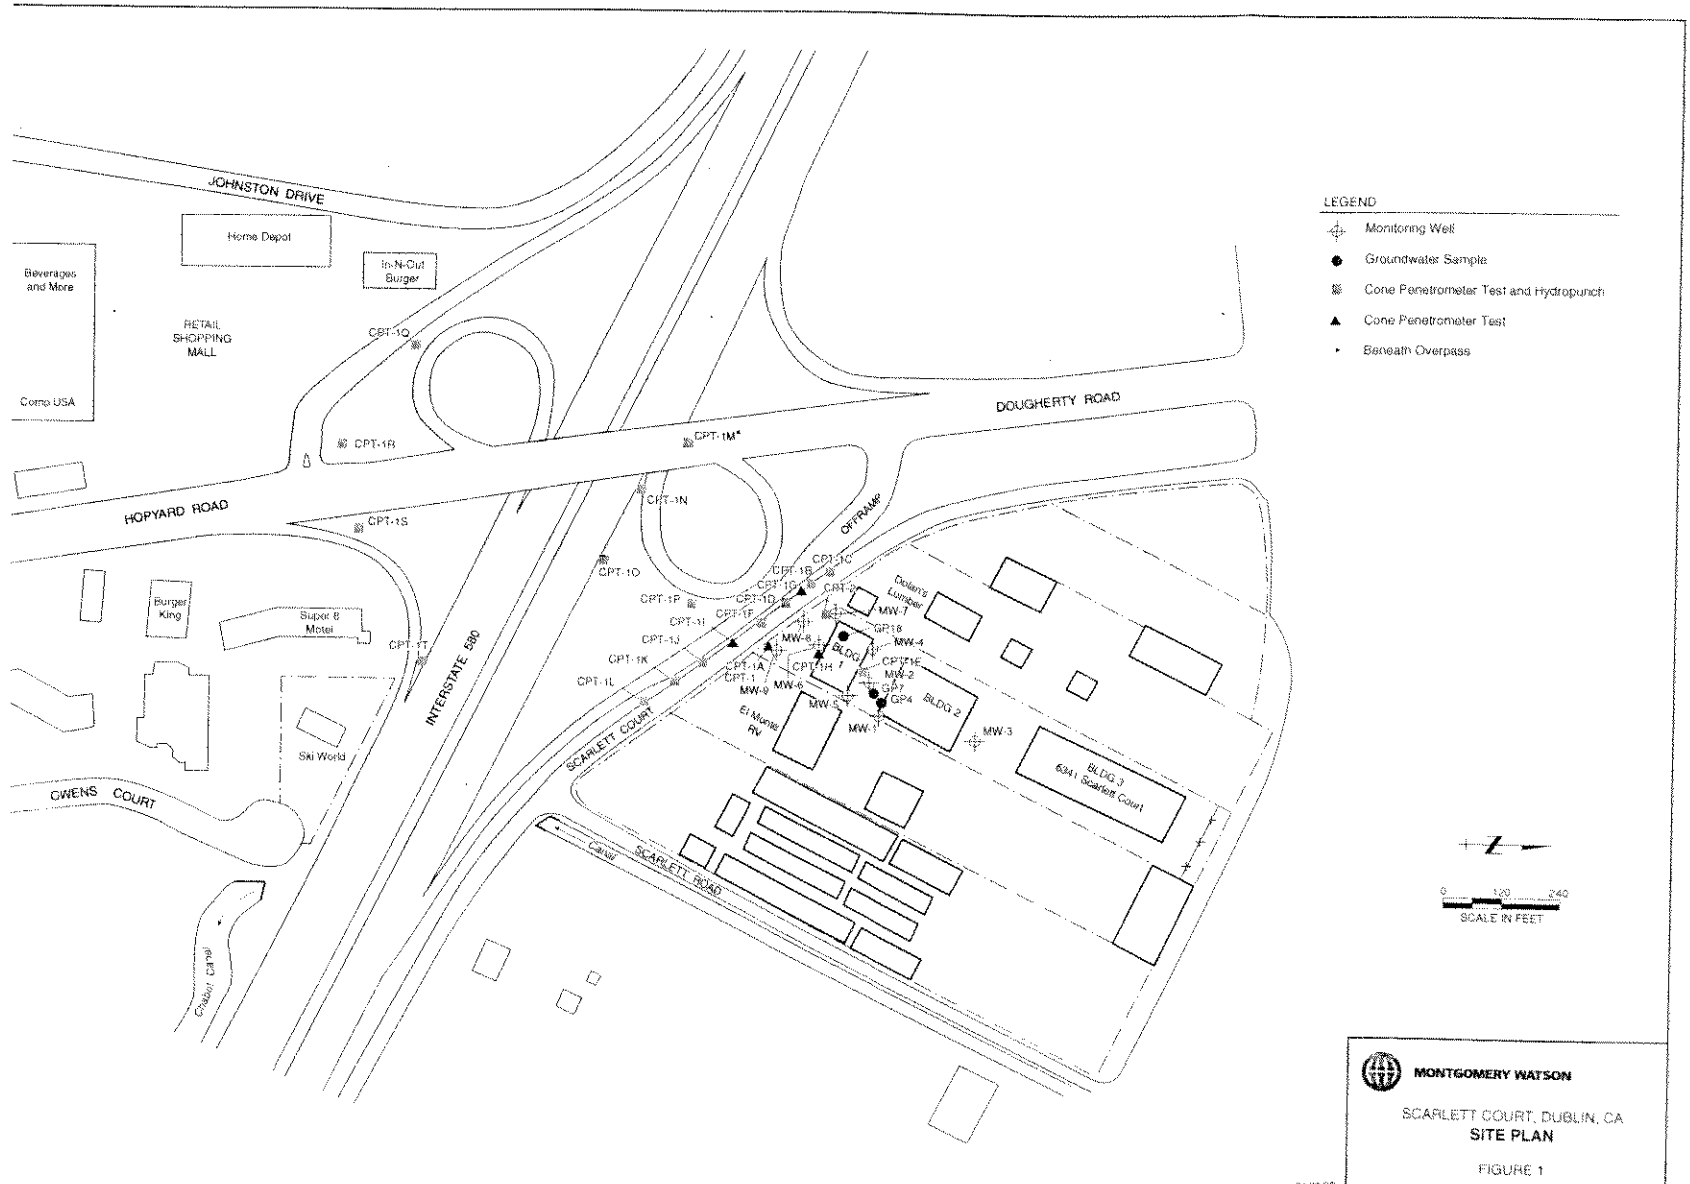 JOHNSTON DRIVE
Home Depot
In-N-Out
Burger
Beverages
and More
RETAIL
SHOPPING
MALL
Comp USA
CPT-1Q
CPT-1R
CPT-1M*
DOUGHERTY ROAD
HOPYARD ROAD
CPT-1S
CPT-1N
OFFRAMP
CPT-1O
CPT-1C
CPT-1B
CPT-1G
CPT-2
CPT-1P
CPT-1D
CPT-1F
CPT-1I
CPT-1J
CPT-1K
CPT-1L
CPT-1A
CPT-1
CPT-1H
CPT-1E
Dolan's
Lumber
MW-7
GP18
MW-4
MW-8
BLDG
1
MW-2
GP7
GP4
MW-9
MW-6
MW-5
MW-1
BLDG 2
MW-3
BLDG 3
6341 Scarlett Court
El Monte
RV
Burger
King
Super 8
Motel
CPT-1T
INTERSTATE 580
SCARLETT COURT
Ski World
OWENS COURT
Canal
SCARLETT ROAD
Chabot Canal
LEGEND
Monitoring Well
Groundwater Sample
Cone Penetrometer Test and Hydropunch
Cone Penetrometer Test
Beneath Overpass
Z
0 120 240
SCALE IN FEET
MONTGOMERY WATSON
SCARLETT COURT, DUBLIN, CA
SITE PLAN
FIGURE 1